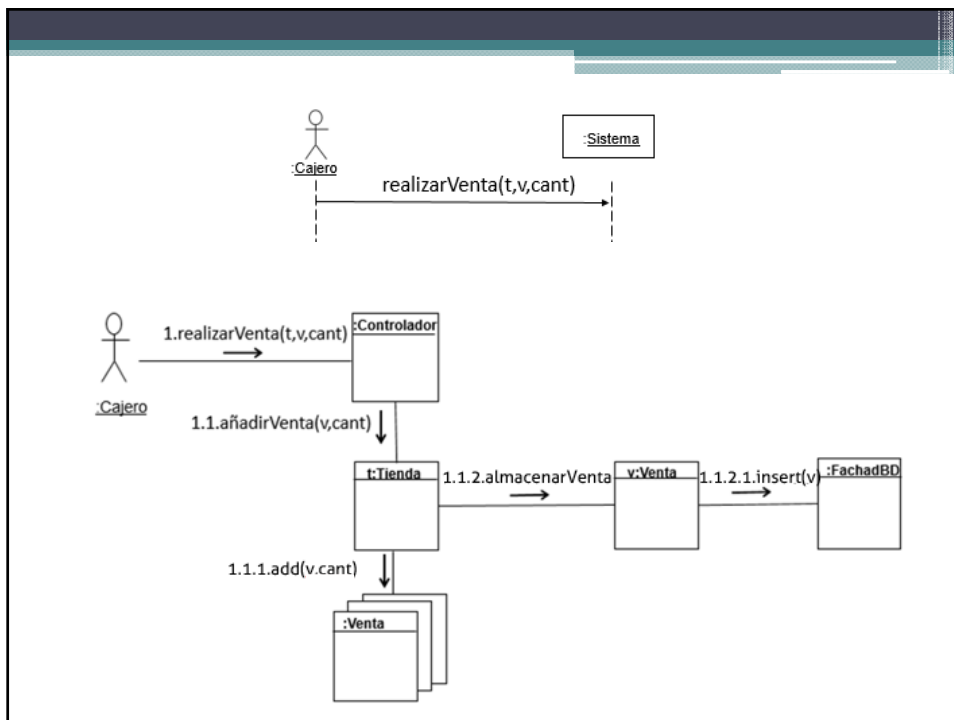 :Cajero
:Sistema
realizarVenta(t,v,cant)
:Cajero
1.realizarVenta(t,v,cant)
:Controlador
1.1.añadirVenta(v,cant)
t:Tienda
1.1.2.almacenarVenta
v:Venta
1.1.2.1.insert(v)
:FachadBD
1.1.1.add(v.cant)
:Venta